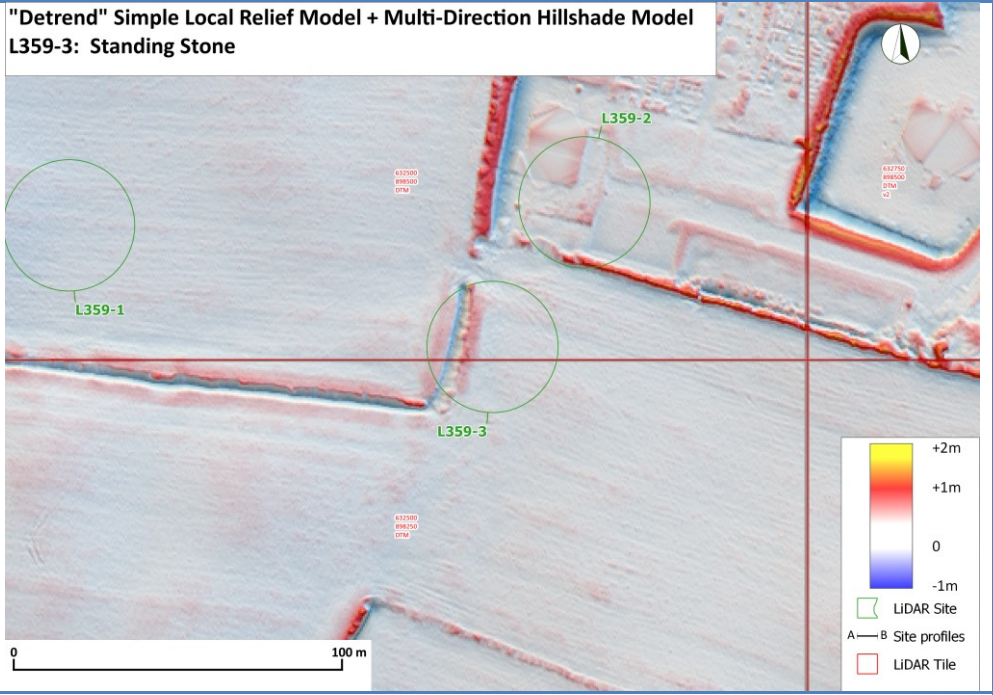 "Detrend" Simple Local Relief Model + Multi-Direction Hillshade Model
L359-3: Standing Stone
L359-2
632500
898500
DTM
632750
898500
DTM
v2
L359-1
L359-3
632500
898250
DTM
+2m
+1m
0
-1m
LiDAR Site
A B Site profiles
LiDAR Tile
0 100 m